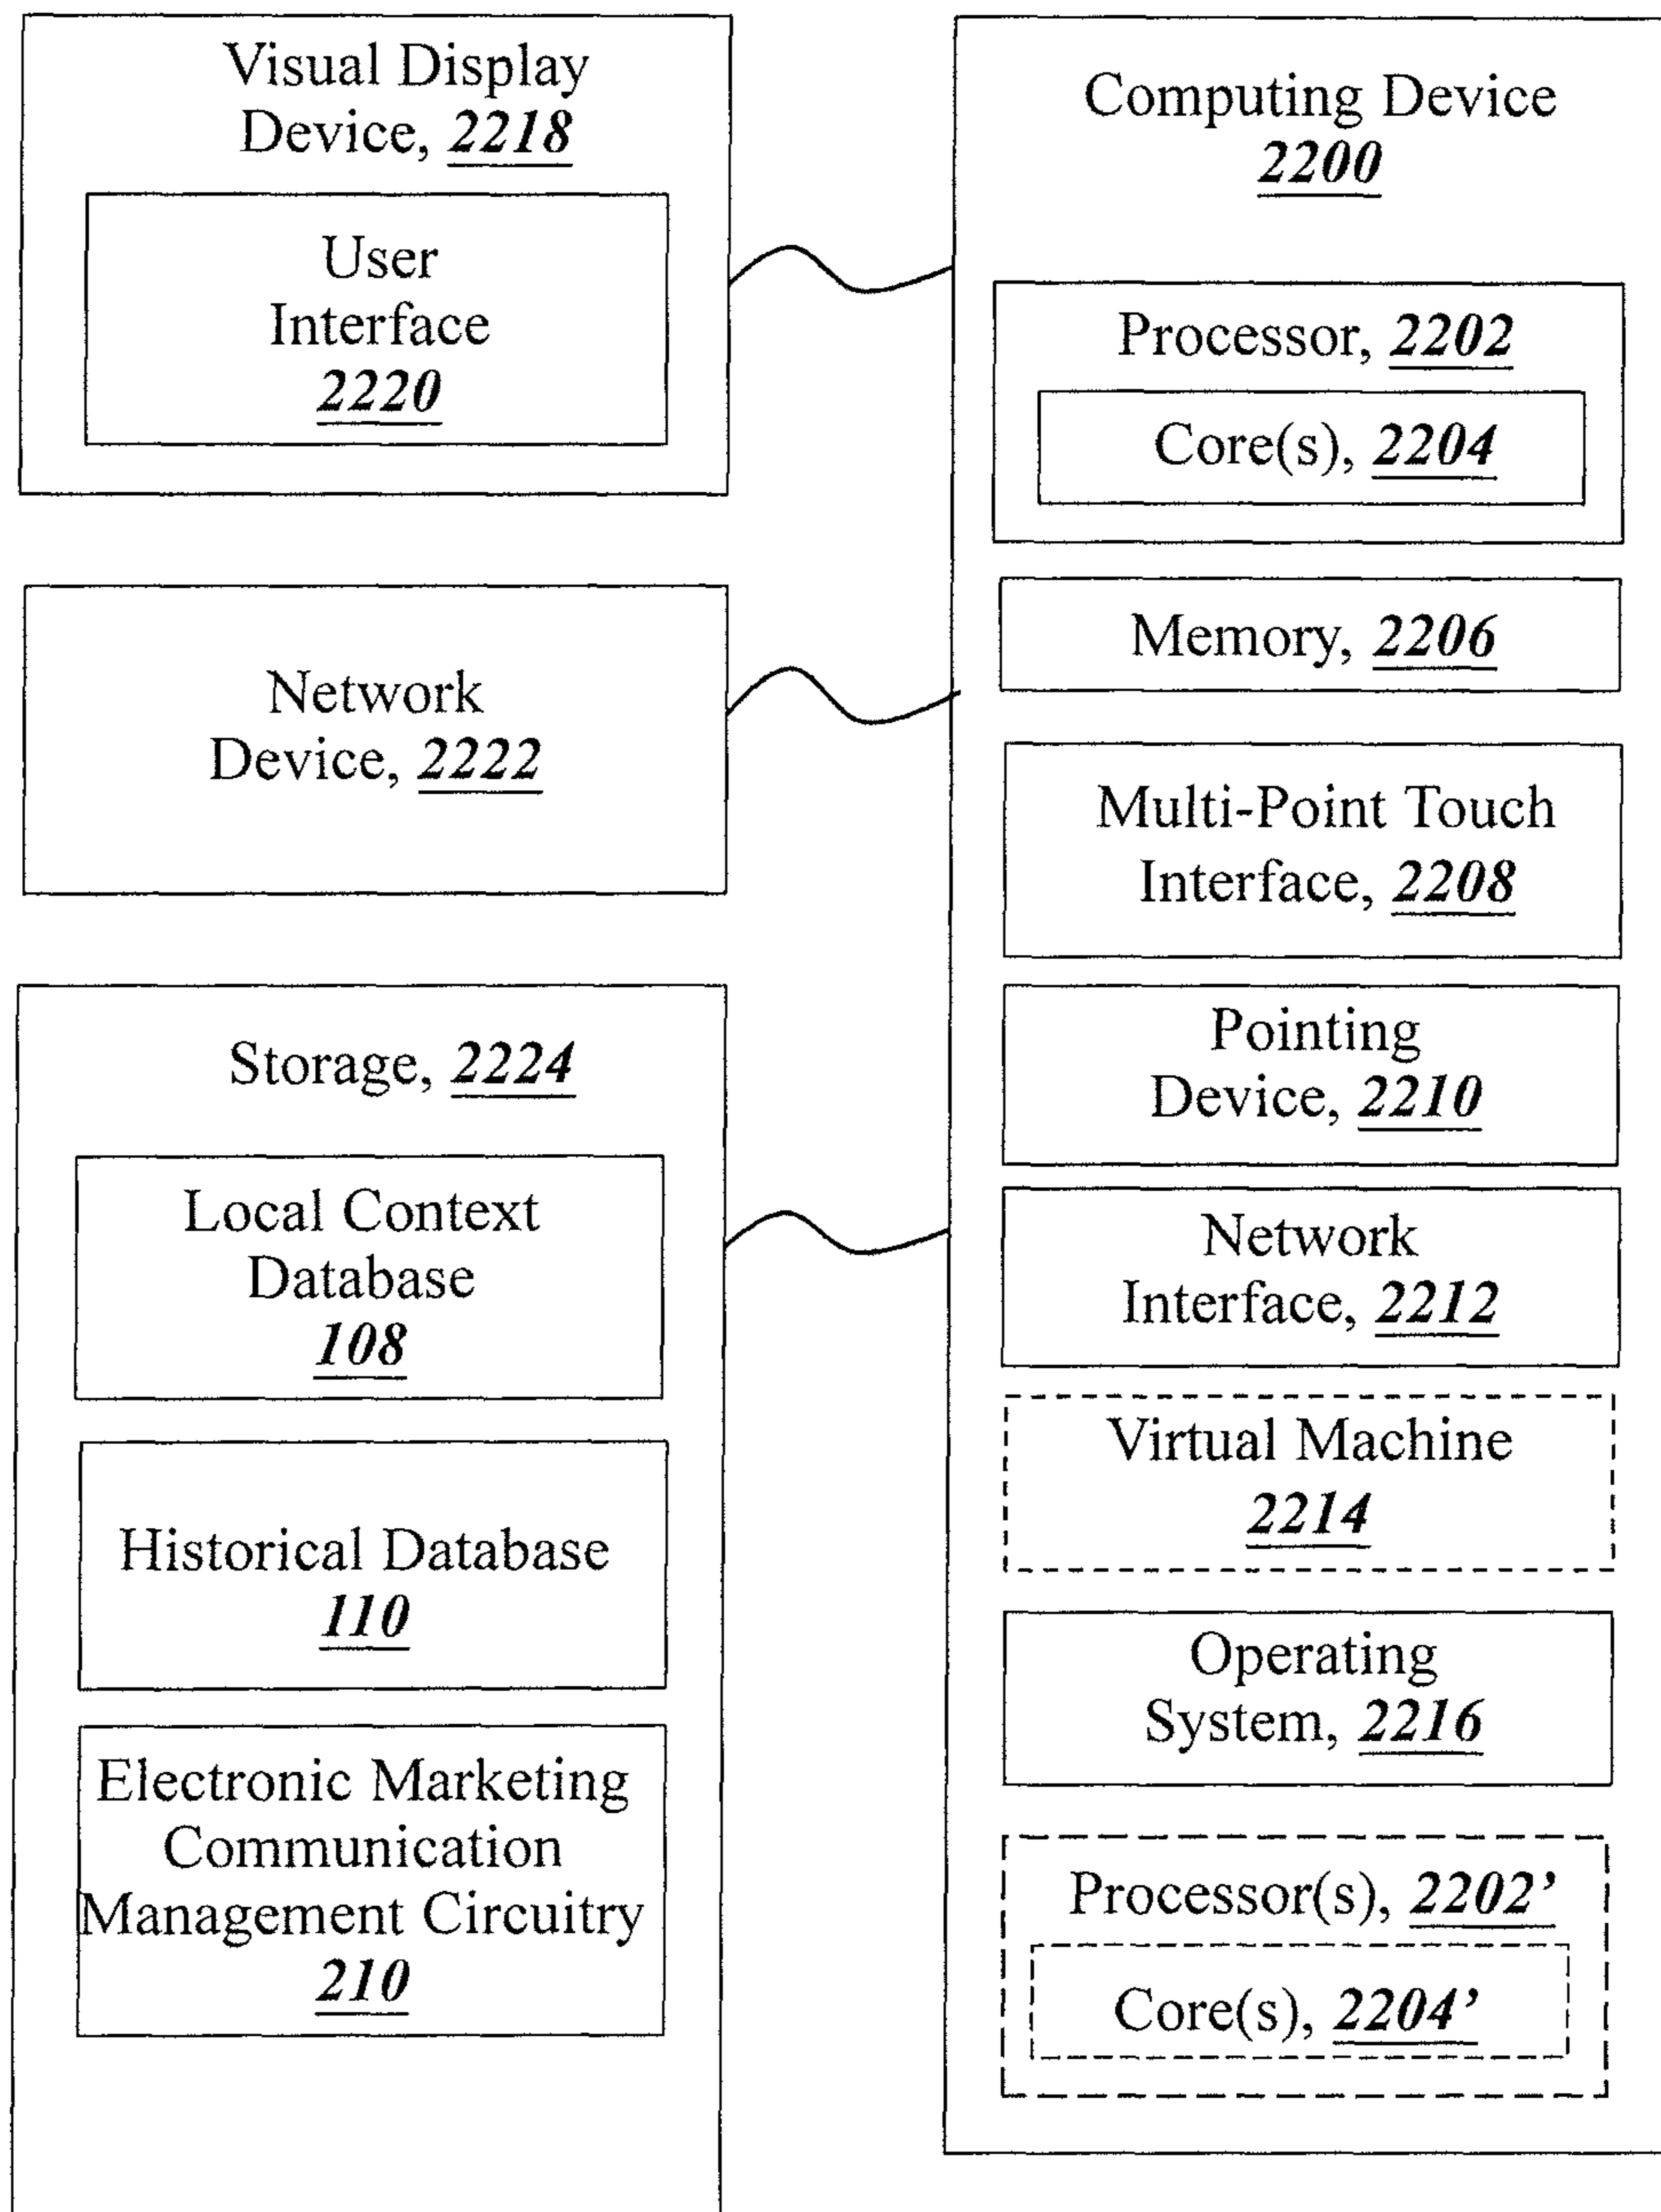 Visual Display
Device, 2218
User
Interface
2220
Network
Device, 2222
Storage, 2224
Local Context
Database
108
Historical Database
110
Electronic Marketing
Communication
Management Circuitry
210
Computing Device
2200
Processor, 2202
Core(s), 2204
Memory, 2206
Multi-Point Touch
Interface, 2208
Pointing
Device, 2210
Network
Interface, 2212
Virtual Machine
2214
Operating
System, 2216
Processor(s), 2202’
Core(s), 2204’